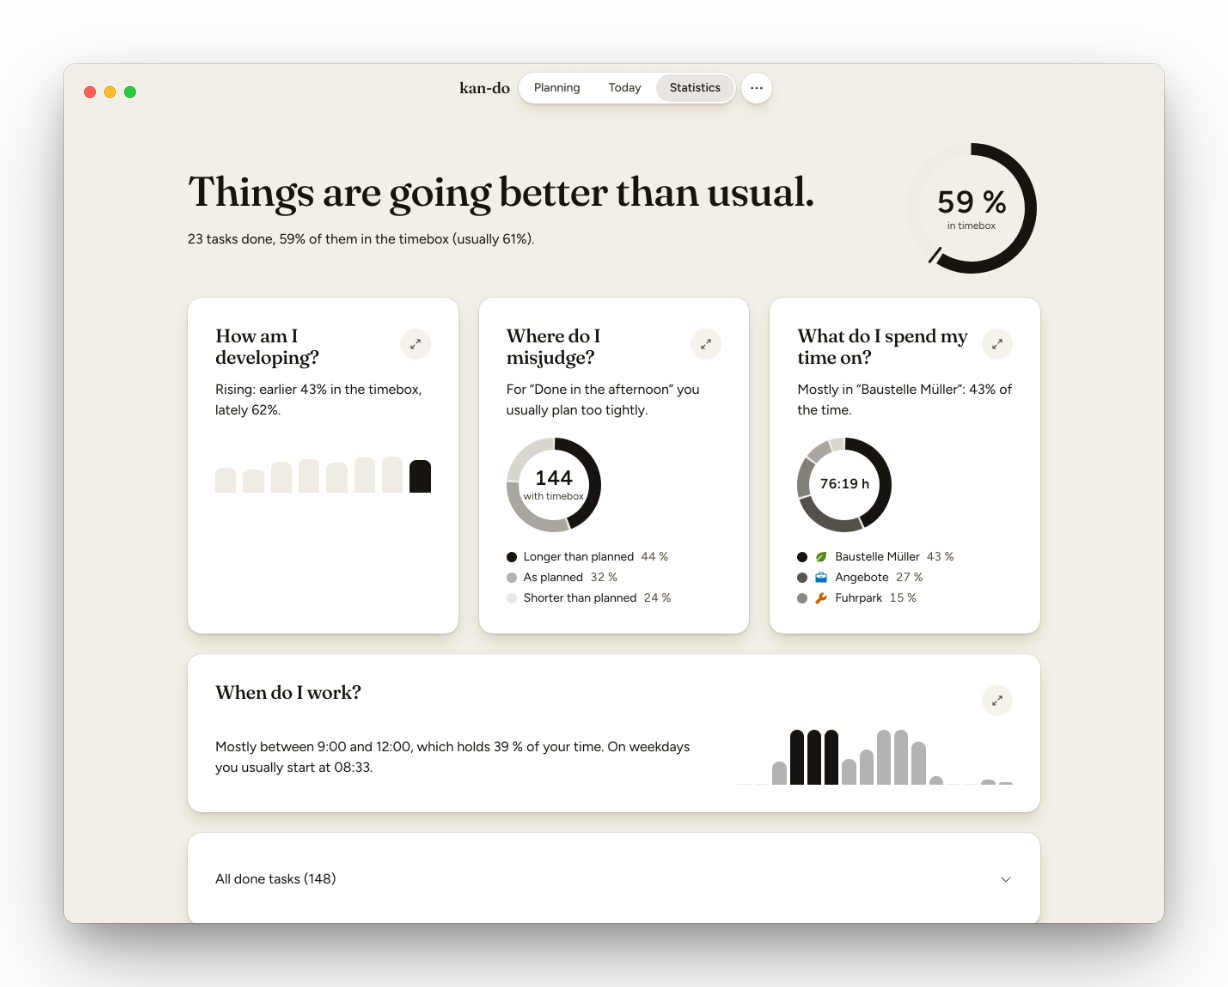 kan-do Planning Today Statistics ···
Things are going better than usual.
23 tasks done, 59% of them in the timebox (usually 61%).
59 %
in timebox
How am I
developing?
Rising: earlier 43% in the timebox,
lately 62%.
Where do I
misjudge?
For “Done in the afternoon” you
usually plan too tightly.
144
with timebox
Longer than planned 44 %
As planned 32 %
Shorter than planned 24 %
What do I spend my
time on?
Mostly in “Baustelle Müller”: 43% of
the time.
76:19 h
Baustelle Müller 43 %
Angebote 27 %
Fuhrpark 15 %
When do I work?
Mostly between 9:00 and 12:00, which holds 39 % of your time. On weekdays
you usually start at 08:33.
All done tasks (148)